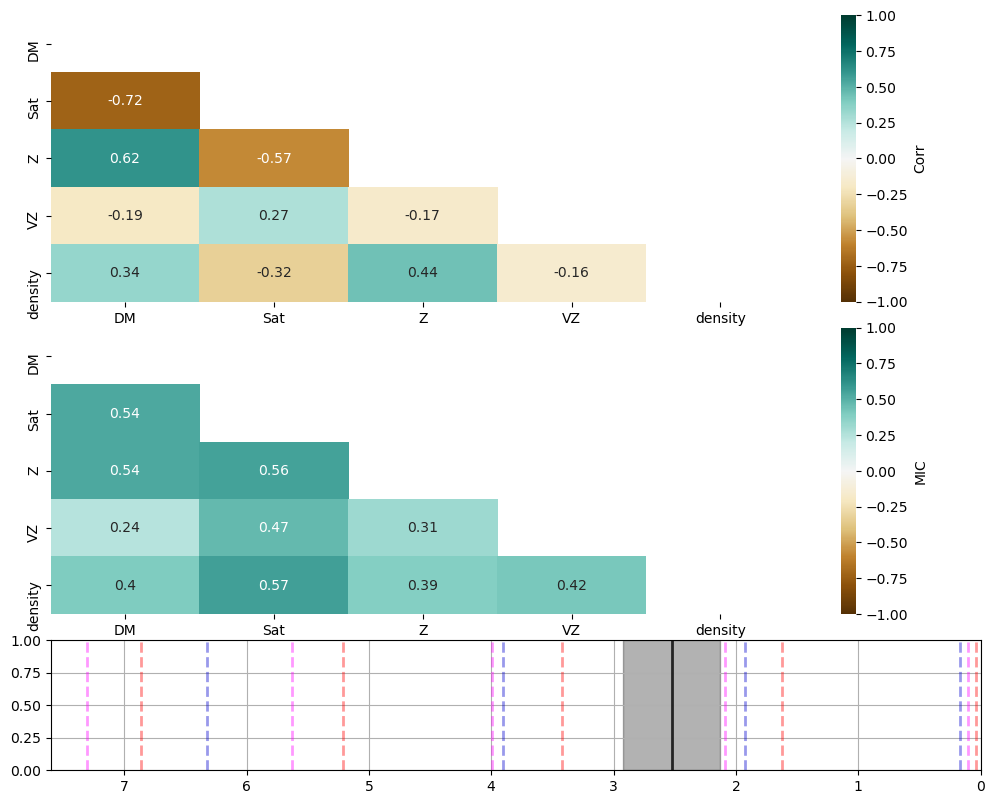 DM
Sat
Z
VZ
density
-0.72
0.62 -0.57
-0.19 0.27 -0.17
0.34 -0.32 0.44 -0.16
DM Sat Z VZ density
1.00
0.75
0.50
0.25
0.00
−0.25
−0.50
−0.75
−1.00
Corr
DM
Sat
Z
VZ
density
0.54
0.54 0.56
0.24 0.47 0.31
0.4 0.57 0.39 0.42
DM Sat Z VZ density
1.00
0.75
0.50
0.25
0.00
−0.25
−0.50
−0.75
−1.00
MIC
1.00
0.75
0.50
0.25
0.00
7 6 5 4 3 2 1 0